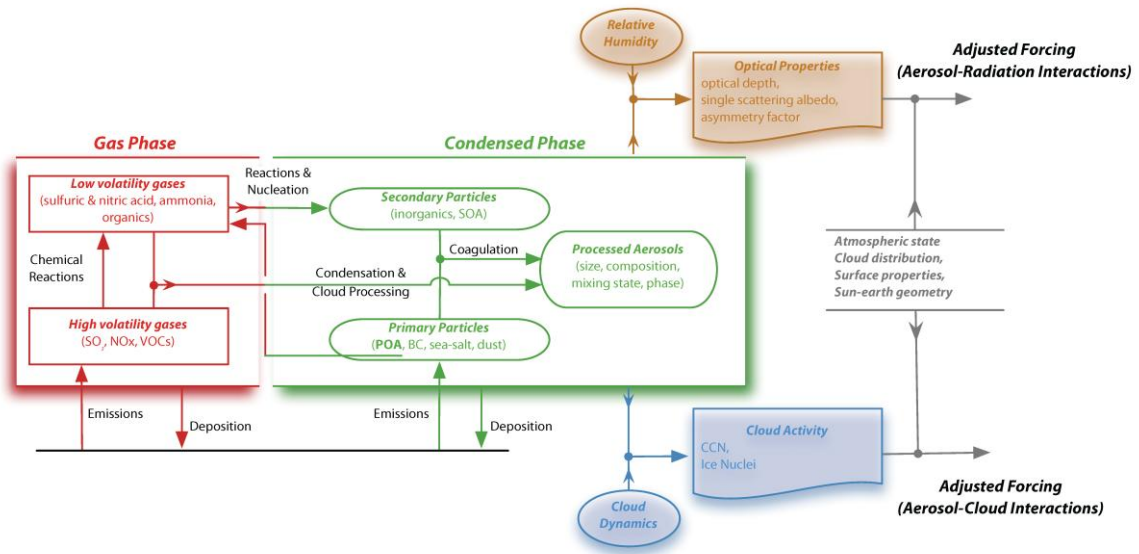 Relative
Humidity
Optical Properties
optical depth,
single scattering albedo,
asymmetry factor
Adjusted Forcing
(Aerosol-Radiation Interactions)
Gas Phase
Condensed Phase
Low volatility gases
(sulfuric & nitric acid, ammonia,
organics)
Reactions &
Nucleation
Secondary Particles
(inorganics, SOA)
Coagulation
Processed Aerosols
(size, composition,
mixing state, phase)
Chemical
Reactions
Condensation &
Cloud Processing
High volatility gases
(SO2, NOx, VOCs)
Primary Particles
(POA, BC, sea-salt, dust)
Atmospheric state
Cloud distribution,
Surface properties,
Sun-earth geometry
Emissions
Deposition
Emissions
Deposition
Cloud Activity
CCN,
Ice Nuclei
Cloud
Dynamics
Adjusted Forcing
(Aerosol-Cloud Interactions)